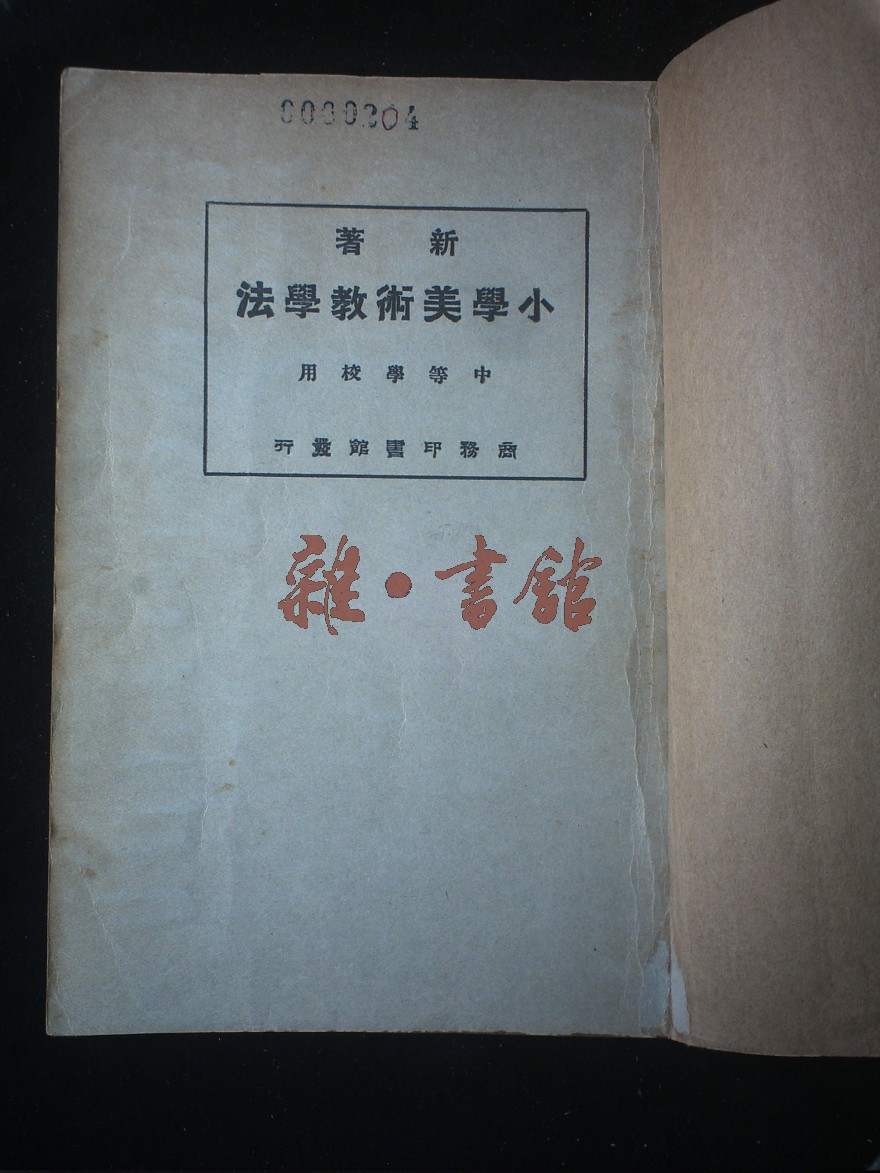 0000204
新著
小學美術教學法
中等學校用
商務印書館發行
雜·書館